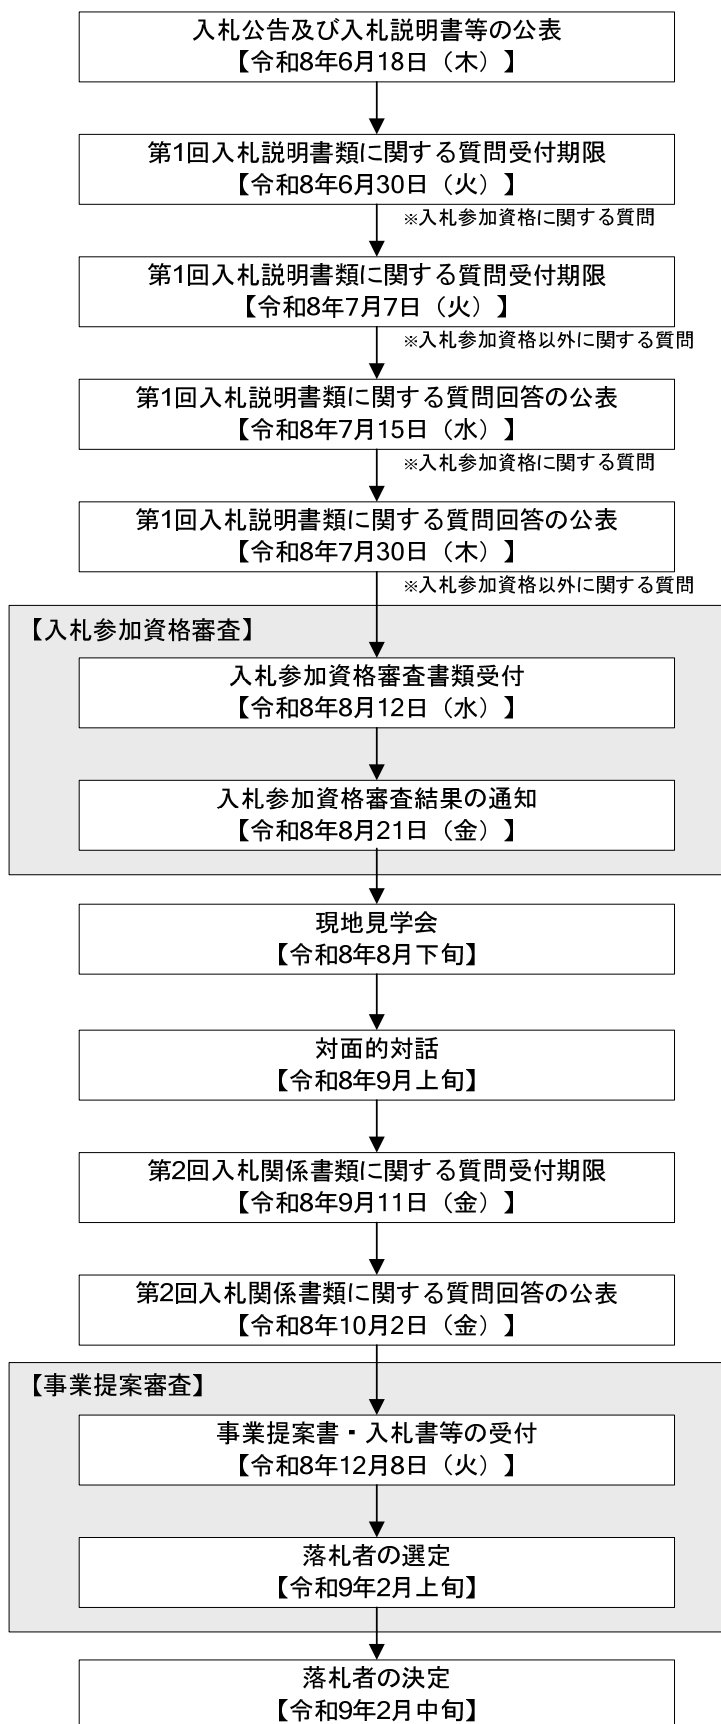 入札公告及び入札説明書等の公表
【令和8年6月18日（木）】
第1回入札説明書類に関する質問受付期限
【令和8年6月30日（火）】
※入札参加資格に関する質問
第1回入札説明書類に関する質問受付期限
【令和8年7月7日（火）】
※入札参加資格以外に関する質問
第1回入札説明書類に関する質問回答の公表
【令和8年7月15日（水）】
※入札参加資格に関する質問
第1回入札説明書類に関する質問回答の公表
【令和8年7月30日（木）】
※入札参加資格以外に関する質問
【入札参加資格審査】
入札参加資格審査書類受付
【令和8年8月12日（水）】
入札参加資格審査結果の通知
【令和8年8月21日（金）】
現地見学会
【令和8年8月下旬】
対面的対話
【令和8年9月上旬】
第2回入札関係書類に関する質問受付期限
【令和8年9月11日（金）】
第2回入札関係書類に関する質問回答の公表
【令和8年10月2日（金）】
【事業提案審査】
事業提案書・入札書等の受付
【令和8年12月8日（火）】
落札者の選定
【令和9年2月上旬】
落札者の決定
【令和9年2月中旬】